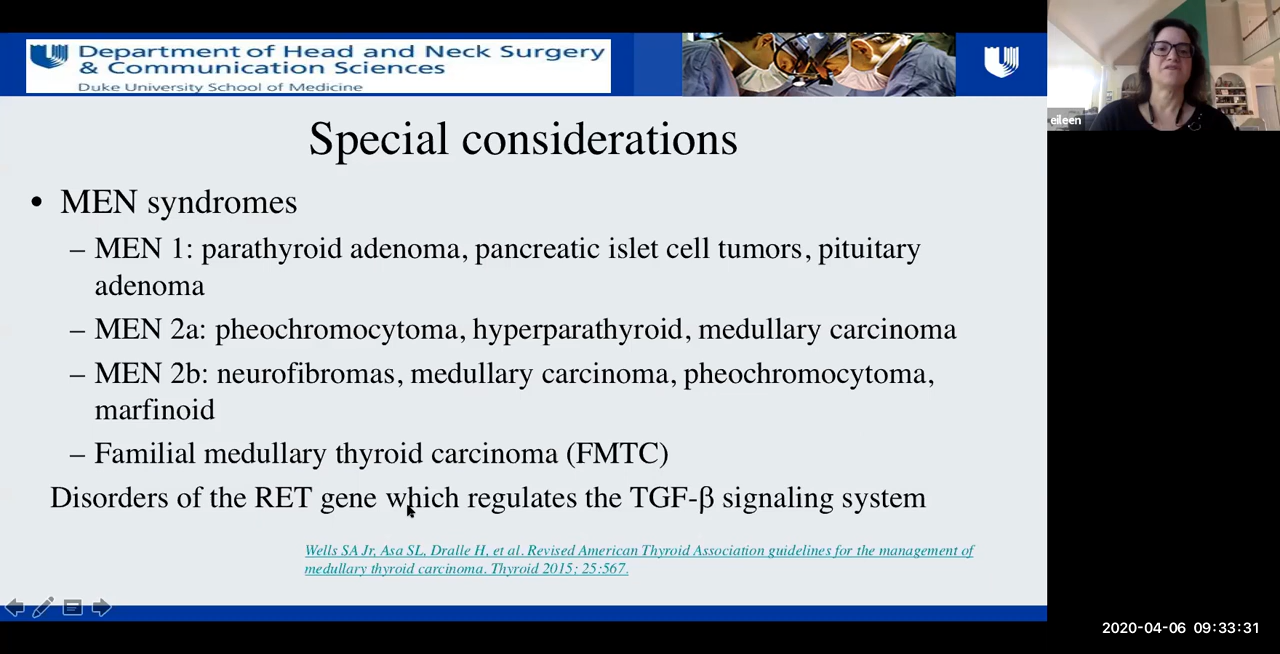 Department of Head and Neck Surgery
& Communication Sciences
Duke University School of Medicine
eileen
Special considerations
• MEN syndromes
– MEN 1: parathyroid adenoma, pancreatic islet cell tumors, pituitary
adenoma
– MEN 2a: pheochromocytoma, hyperparathyroid, medullary carcinoma
– MEN 2b: neurofibromas, medullary carcinoma, pheochromocytoma,
marfinoid
– Familial medullary thyroid carcinoma (FMTC)
Disorders of the RET gene which regulates the TGF-β signaling system
Wells SA Jr, Asa SL, Dralle H, et al. Revised American Thyroid Association guidelines for the management of
medullary thyroid carcinoma. Thyroid 2015; 25:567.
2020-04-06 09:33:31